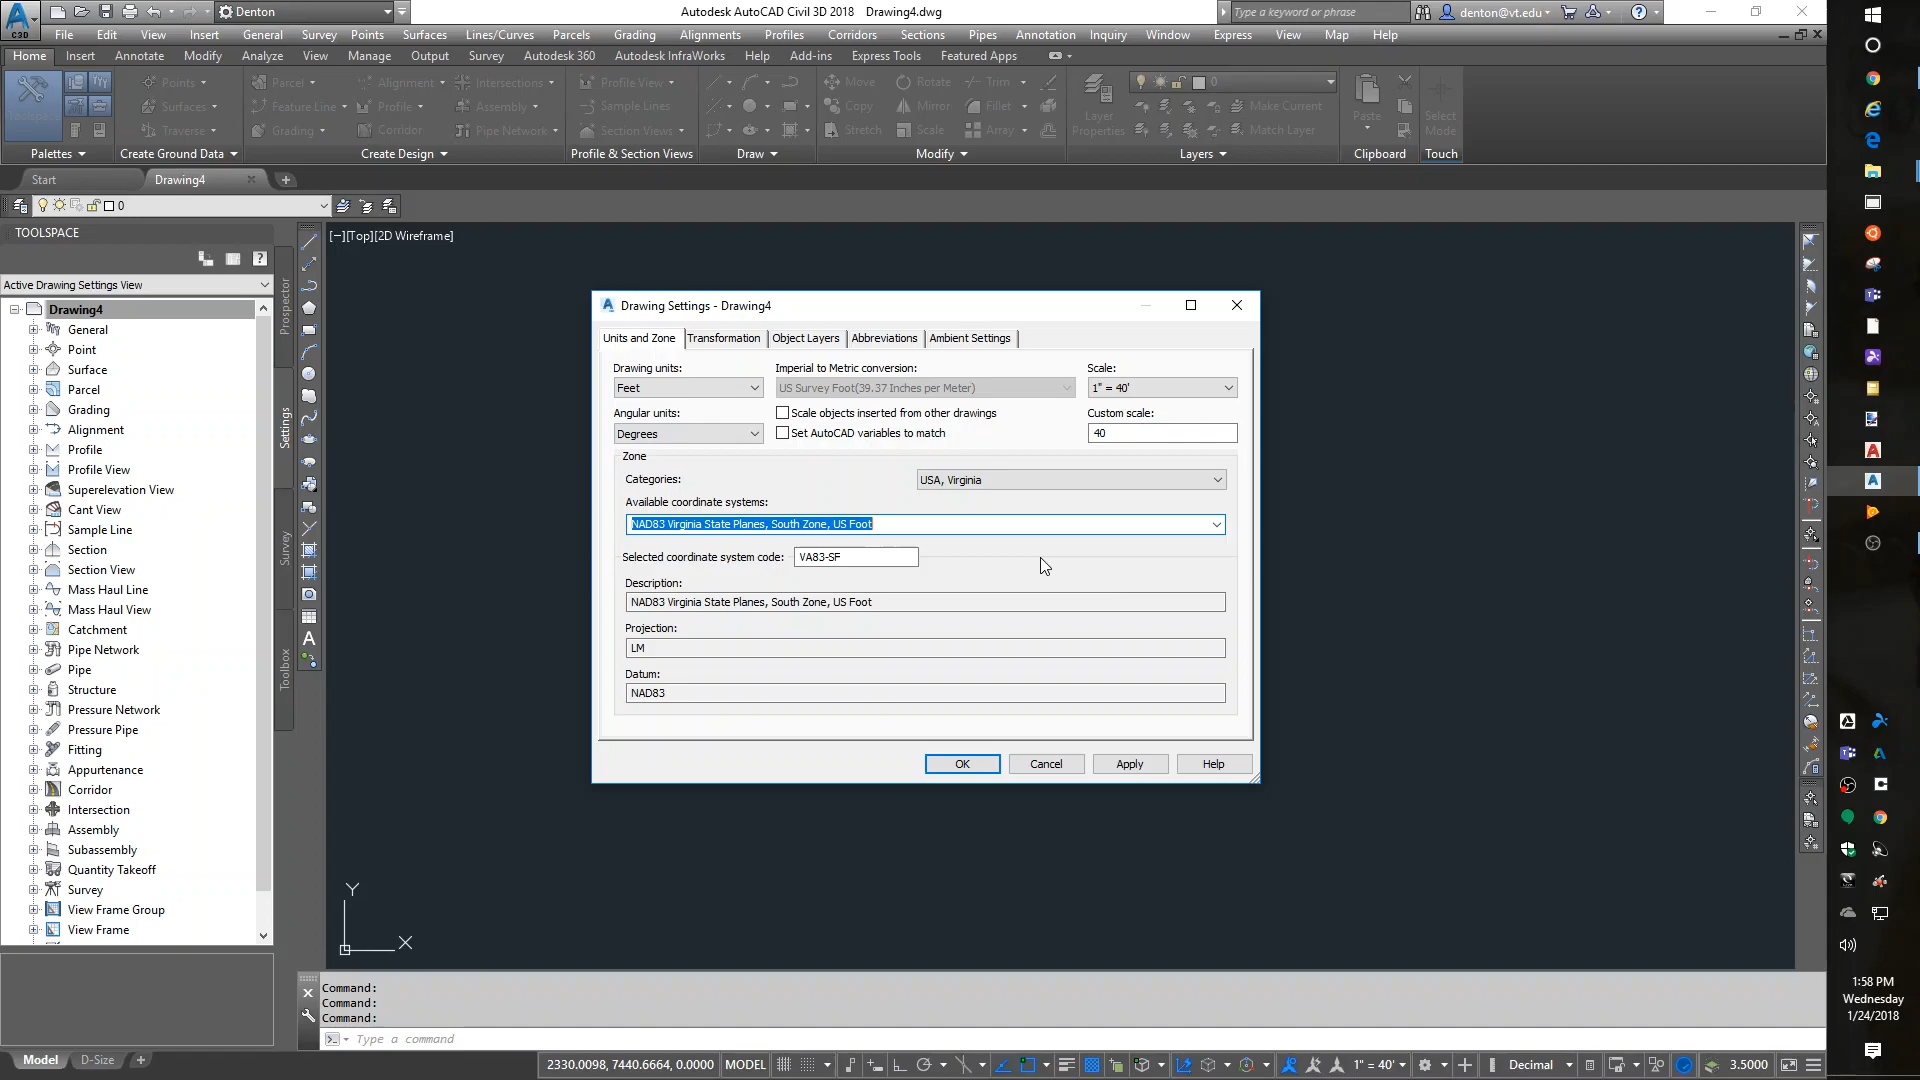 Denton
Autodesk AutoCAD Civil 3D 2018 Drawing4.dwg
Type a keyword or phrase
denton@vt.edu
C3D
File Edit View Insert General Survey Points Surfaces Lines/Curves Parcels Grading Alignments Profiles Corridors Sections Pipes Annotation Inquiry Window Express View Map Help
Home Insert Annotate Modify Analyze View Manage Output Survey Autodesk 360 Autodesk InfraWorks Help Add-ins Express Tools Featured Apps
Points Parcel Alignment Intersections Profile View Move Rotate Trim 0
Toolspace Surfaces Feature Line Profile Assembly Sample Lines Copy Mirror Fillet Make Current
Traverse Grading Corridor Pipe Network Section Views Stretch Scale Array Layer Properties Match Layer Paste Select Mode
Palettes Create Ground Data Create Design Profile & Section Views Draw Modify Layers Clipboard Touch
Start Drawing4
0
TOOLSPACE
[−][Top][2D Wireframe]
Active Drawing Settings View
Drawing4
General
Point
Surface
Parcel
Grading
Alignment
Profile
Profile View
Superelevation View
Cant View
Sample Line
Section
Section View
Mass Haul Line
Mass Haul View
Catchment
Pipe Network
Pipe
Structure
Pressure Network
Pressure Pipe
Fitting
Appurtenance
Corridor
Intersection
Assembly
Subassembly
Quantity Takeoff
Survey
View Frame Group
View Frame
Prospector
Settings
Survey
Toolbox
Drawing Settings - Drawing4
Units and Zone Transformation Object Layers Abbreviations Ambient Settings
Drawing units: Imperial to Metric conversion: Scale:
Feet US Survey Foot(39.37 Inches per Meter) 1" = 40'
Angular units: Scale objects inserted from other drawings Custom scale:
Degrees Set AutoCAD variables to match 40
Zone
Categories: USA, Virginia
Available coordinate systems:
NAD83 Virginia State Planes, South Zone, US Foot
Selected coordinate system code: VA83-SF
Description:
NAD83 Virginia State Planes, South Zone, US Foot
Projection:
LM
Datum:
NAD83
OK Cancel Apply Help
Y
X
Command:
Command:
Command:
Type a command
Model D-Size
2330.0098, 7440.6664, 0.0000 MODEL 1" = 40' Decimal 3.5000
1:58 PM
Wednesday
1/24/2018